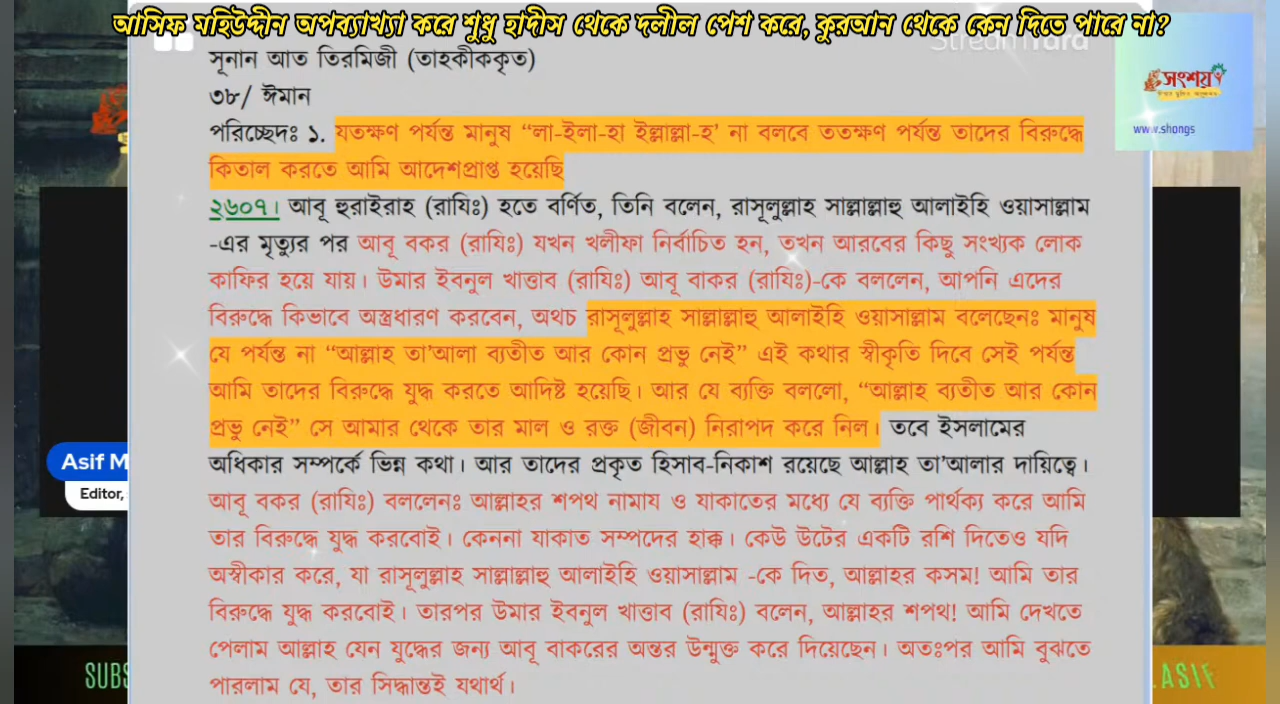 আসিফ মহিউদ্দীন অপব্যাখ্যা করে শুধু হাদীস থেকে দলীল পেশ করে, কুরআন থেকে কেন দিতে পারে না?
StreamYard
সূনান আত তিরমিজী (তাহকীককৃত)
সংশয়
৩৮/ ঈমান
www.shongs
পরিচ্ছেদঃ ১. যতক্ষণ পর্যন্ত মানুষ “লা-ইলা-হা ইল্লাল্লা-হ’ না বলবে ততক্ষণ পর্যন্ত তাদের বিরুদ্ধে
কিতাল করতে আমি আদেশপ্রাপ্ত হয়েছি
২৬০৭। আবূ হুরাইরাহ (রাযিঃ) হতে বর্ণিত, তিনি বলেন, রাসূলুল্লাহ সাল্লাল্লাহু আলাইহি ওয়াসাল্লাম
-এর মৃত্যুর পর আবূ বকর (রাযিঃ) যখন খলীফা নির্বাচিত হন, তখন আরবের কিছু সংখ্যক লোক
কাফির হয়ে যায়। উমার ইবনুল খাত্তাব (রাযিঃ) আবূ বাকর (রাযিঃ)-কে বললেন, আপনি এদের
বিরুদ্ধে কিভাবে অস্ত্রধারণ করবেন, অথচ রাসূলুল্লাহ সাল্লাল্লাহু আলাইহি ওয়াসাল্লাম বলেছেনঃ মানুষ
যে পর্যন্ত না “আল্লাহ তা’আলা ব্যতীত আর কোন প্রভু নেই” এই কথার স্বীকৃতি দিবে সেই পর্যন্ত
আমি তাদের বিরুদ্ধে যুদ্ধ করতে আদিষ্ট হয়েছি। আর যে ব্যক্তি বললো, “আল্লাহ ব্যতীত আর কোন
প্রভু নেই” সে আমার থেকে তার মাল ও রক্ত (জীবন) নিরাপদ করে নিল। তবে ইসলামের
অধিকার সম্পর্কে ভিন্ন কথা। আর তাদের প্রকৃত হিসাব-নিকাশ রয়েছে আল্লাহ তা’আলার দায়িত্বে।
আবূ বকর (রাযিঃ) বললেনঃ আল্লাহর শপথ নামায ও যাকাতের মধ্যে যে ব্যক্তি পার্থক্য করে আমি
তার বিরুদ্ধে যুদ্ধ করবোই। কেননা যাকাত সম্পদের হাক্ক। কেউ উটের একটি রশি দিতেও যদি
অস্বীকার করে, যা রাসূলুল্লাহ সাল্লাল্লাহু আলাইহি ওয়াসাল্লাম -কে দিত, আল্লাহর কসম! আমি তার
বিরুদ্ধে যুদ্ধ করবোই। তারপর উমার ইবনুল খাত্তাব (রাযিঃ) বলেন, আল্লাহর শপথ! আমি দেখতে
পেলাম আল্লাহ যেন যুদ্ধের জন্য আবূ বাকরের অন্তর উন্মুক্ত করে দিয়েছেন। অতঃপর আমি বুঝতে
পারলাম যে, তার সিদ্ধান্তই যথার্থ।
Asif M
Editor,
SUBS
ASIF